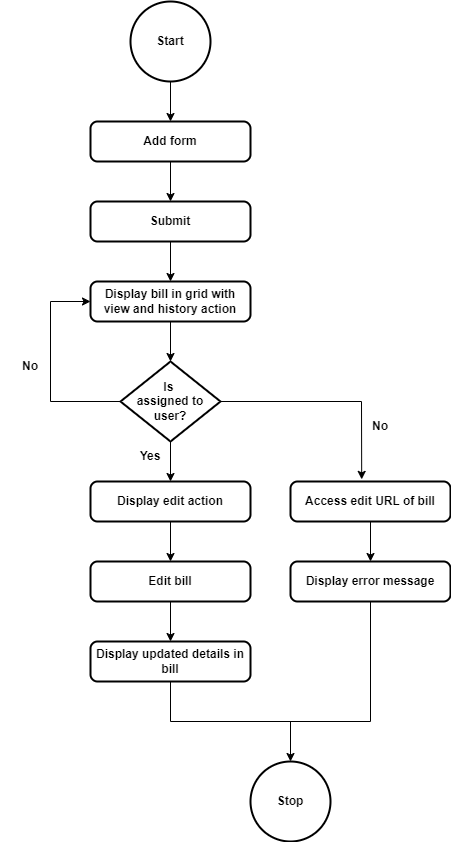 Start
Add form
Submit
Display bill in grid with
view and history action
No
Is
assigned to
user?
No
Yes
Display edit action
Access edit URL of bill
Edit bill
Display error message
Display updated details in
bill
Stop